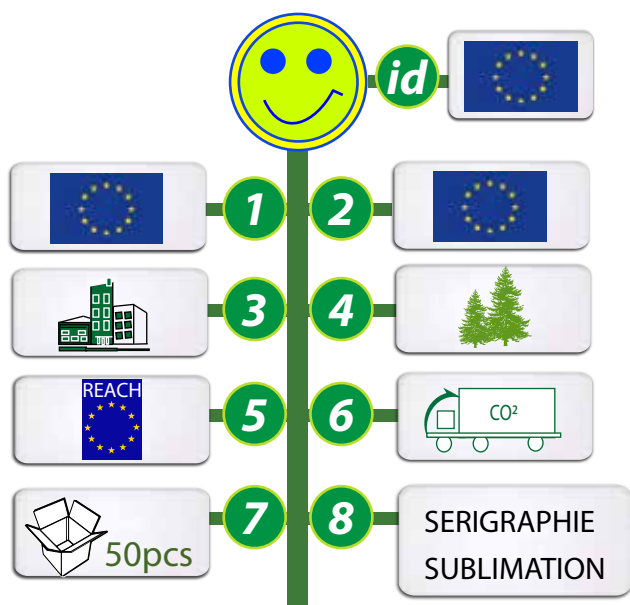 id
1
2
3
4
REACH
5
6
CO²
7
50pcs
8
SERIGRAPHIE
SUBLIMATION